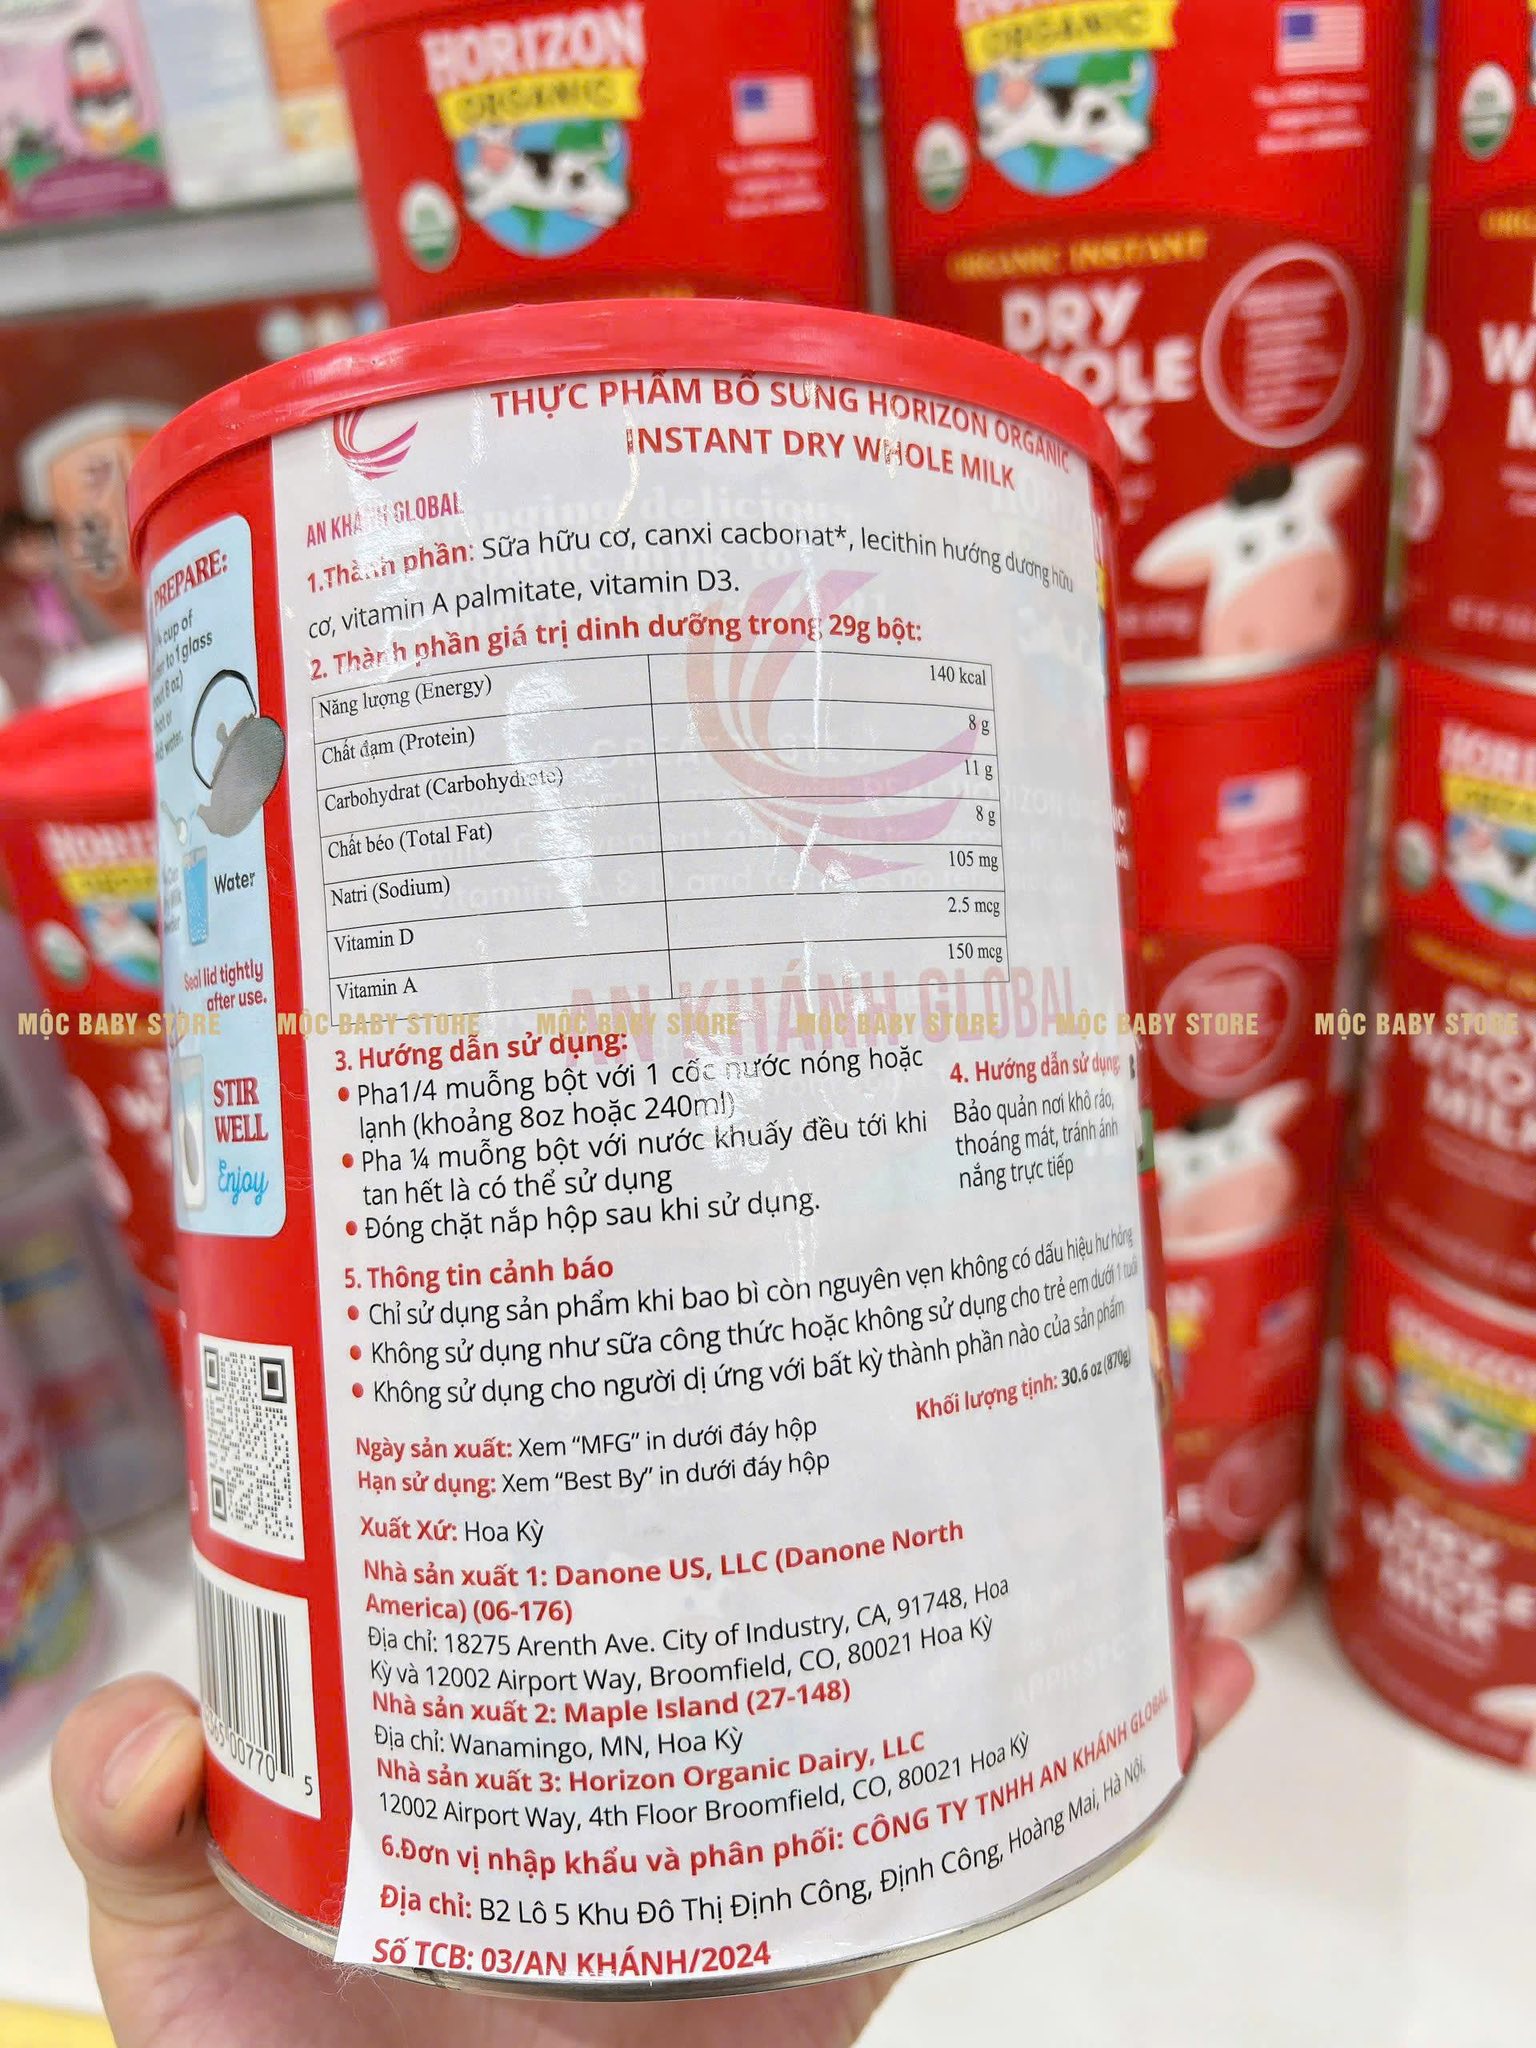 HORIZON
ORGANIC
ORGANIC
ORGANIC INSTANT
DRY
WHOLE
THỰC PHẨM BỔ SUNG HORIZON ORGANIC
INSTANT DRY WHOLE MILK
AN KHÁNH GLOBAL
1.Thành phần: Sữa hữu cơ, canxi cacbonat*, lecithin hướng dương hữu
cơ, vitamin A palmitate, vitamin D3.
2. Thành phần giá trị dinh dưỡng trong 29g bột:
Năng lượng (Energy) 140 kcal
Chất đạm (Protein) 8 g
Carbohydrat (Carbohydrate) 11 g
Chất béo (Total Fat) 8 g
Natri (Sodium) 105 mg
Vitamin D 2.5 mcg
Vitamin A 150 mcg
AN KHÁNH GLOBAL
MỘC BABY STORE MỘC BABY STORE MỘC BABY STORE MỘC BABY STORE MỘC BABY STORE MỘC BABY STORE
3. Hướng dẫn sử dụng:
Pha1/4 muỗng bột với 1 cốc nước nóng hoặc
lạnh (khoảng 8oz hoặc 240ml)
Pha ¼ muỗng bột với nước khuấy đều tới khi
tan hết là có thể sử dụng
Đóng chặt nắp hộp sau khi sử dụng.
4. Hướng dẫn sử dụng:
Bảo quản nơi khô ráo,
thoáng mát, tránh ánh
nắng trực tiếp
5. Thông tin cảnh báo
Chỉ sử dụng sản phẩm khi bao bì còn nguyên vẹn không có dấu hiệu hư hỏng
Không sử dụng như sữa công thức hoặc không sử dụng cho trẻ em dưới 1 tuổi
Không sử dụng cho người dị ứng với bất kỳ thành phần nào của sản phẩm
Khối lượng tịnh: 30.6 oz (870g)
Ngày sản xuất: Xem “MFG” in dưới đáy hộp
Hạn sử dụng: Xem “Best By” in dưới đáy hộp
Xuất Xứ: Hoa Kỳ
Nhà sản xuất 1: Danone US, LLC (Danone North
America) (06-176)
Địa chỉ: 18275 Arenth Ave. City of Industry, CA, 91748, Hoa
Kỳ và 12002 Airport Way, Broomfield, CO, 80021 Hoa Kỳ
Nhà sản xuất 2: Maple Island (27-148)
Địa chỉ: Wanamingo, MN, Hoa Kỳ
Nhà sản xuất 3: Horizon Organic Dairy, LLC
12002 Airport Way, 4th Floor Broomfield, CO, 80021 Hoa Kỳ
6.Đơn vị nhập khẩu và phân phối: CÔNG TY TNHH AN KHÁNH GLOBAL
Địa chỉ: B2 Lô 5 Khu Đô Thị Định Công, Định Công, Hoàng Mai, Hà Nội.
Số TCB: 03/AN KHÁNH/2024
PREPARE:
cup of
to 1 glass
8 oz)
water.
Water
Seal lid tightly
after use.
STIR
WELL
Enjoy
00770 5